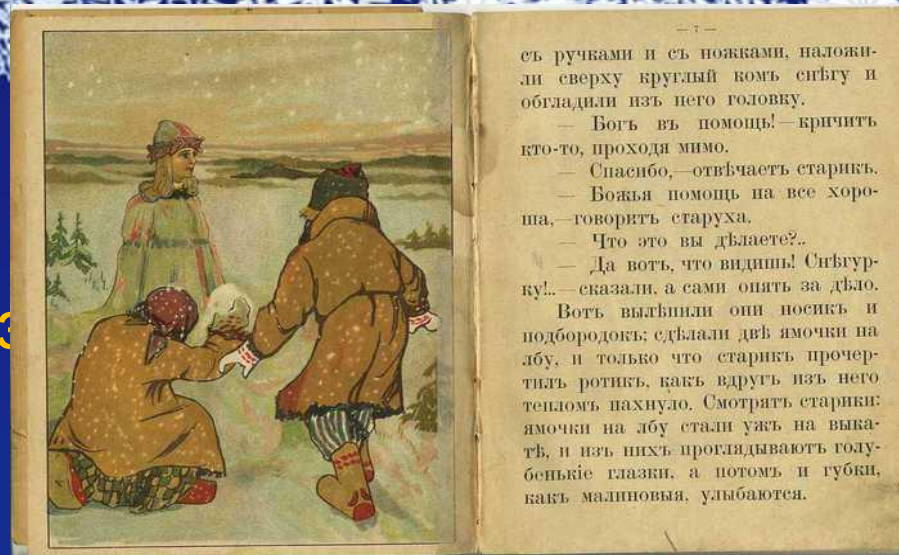 — 7 —
съ ручками и съ ножками, наложи-
ли сверху круглый комъ снѣгу и
обгладили изъ него головку.
— Богъ въ помощь!—кричитъ
кто-то, проходя мимо.
— Спасибо,—отвѣчаетъ старикъ.
— Божья помощь на все хоро-
ша,—говоритъ старуха.
— Что это вы дѣлаете?..
— Да вотъ, что видишь! Снѣгур-
ку!..—сказали, а сами опять за дѣло.
Вотъ вылѣпили они носикъ и
подбородокъ; сдѣлали двѣ ямочки на
лбу, и только что старикъ прочер-
тилъ ротикъ, какъ вдругъ изъ него
тепломъ пахнуло. Смотрятъ старики:
ямочки на лбу стали ужъ на выка-
тѣ, и изъ нихъ проглядываютъ голу-
бенькіе глазки, а потомъ и губки,
какъ малиновыя, улыбаются.